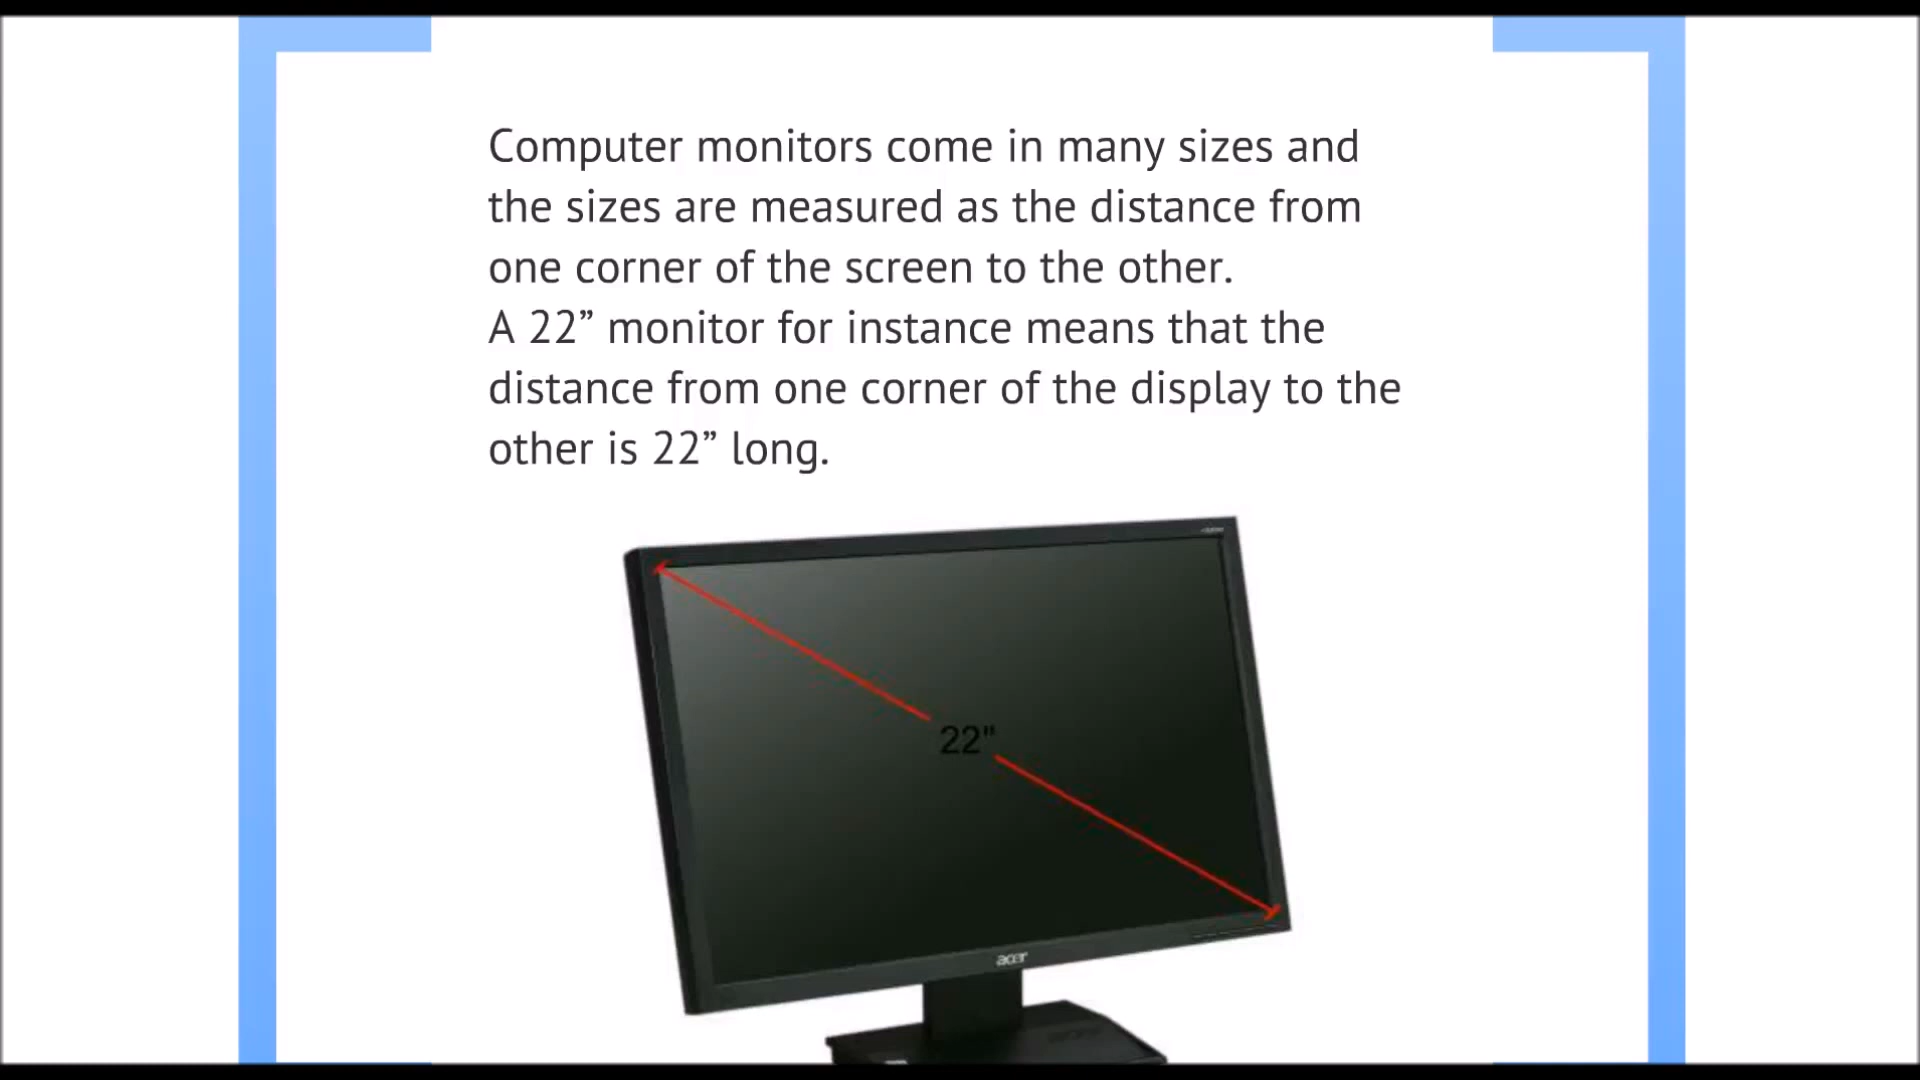 Computer monitors come in many sizes and
the sizes are measured as the distance from
one corner of the screen to the other.
A 22” monitor for instance means that the
distance from one corner of the display to the
other is 22” long.
22"
acer